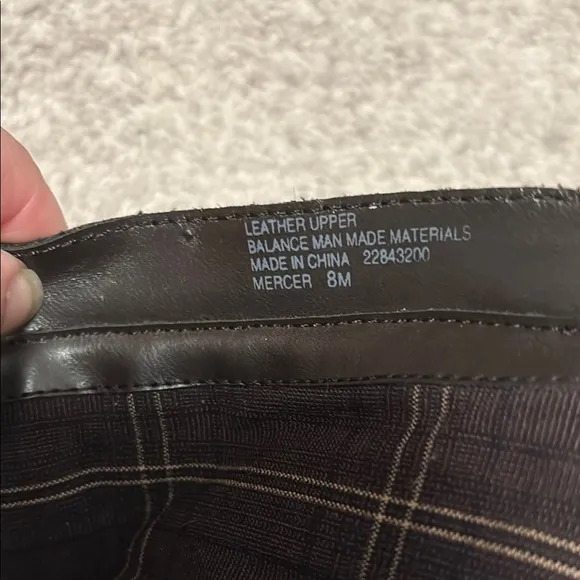 LEATHER UPPER
BALANCE MAN MADE MATERIALS
MADE IN CHINA 22843200
MERCER 8M